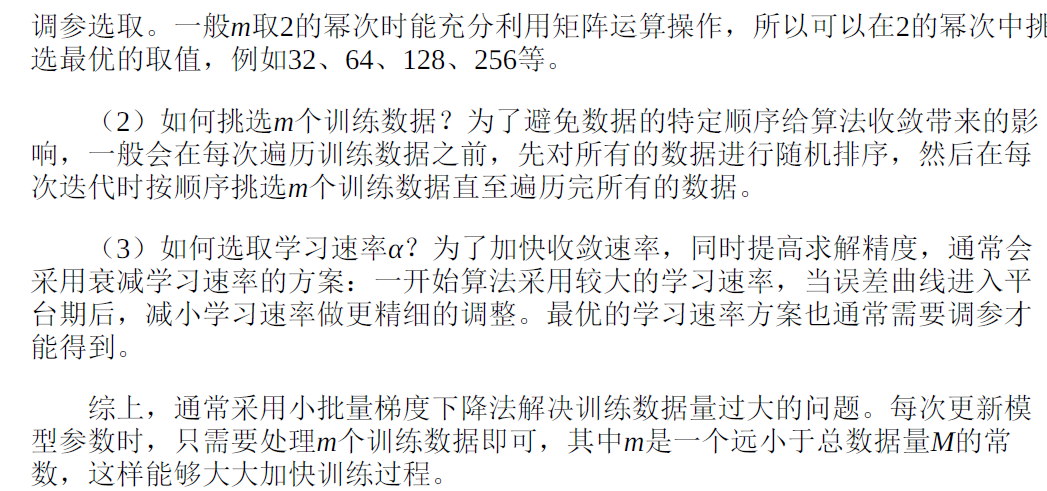 调参选取。一般m取2的幂次时能充分利用矩阵运算操作，所以可以在2的幂次中挑
选最优的取值，例如32、64、128、256等。
（2）如何挑选m个训练数据？为了避免数据的特定顺序给算法收敛带来的影
响，一般会在每次遍历训练数据之前，先对所有的数据进行随机排序，然后在每
次迭代时按顺序挑选m个训练数据直至遍历完所有的数据。
（3）如何选取学习速率α？为了加快收敛速率，同时提高求解精度，通常会
采用衰减学习速率的方案：一开始算法采用较大的学习速率，当误差曲线进入平
台期后，减小学习速率做更精细的调整。最优的学习速率方案也通常需要调参才
能得到。
综上，通常采用小批量梯度下降法解决训练数据量过大的问题。每次更新模
型参数时，只需要处理m个训练数据即可，其中m是一个远小于总数据量M的常
数，这样能够大大加快训练过程。